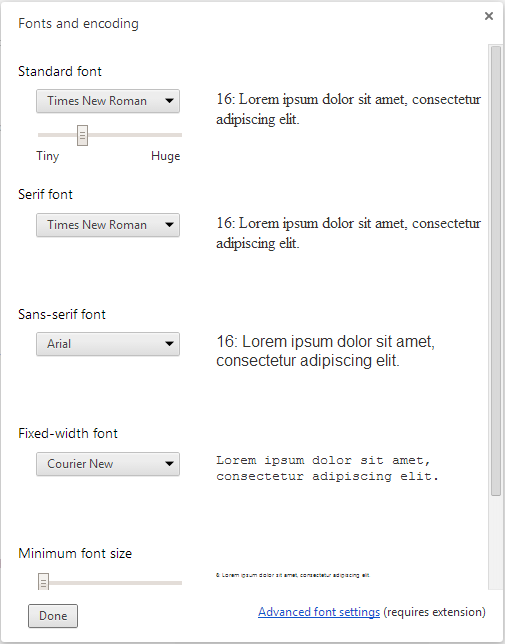 Fonts and encoding
Standard font
Times New Roman
16: Lorem ipsum dolor sit amet, consectetur
adipiscing elit.
Tiny
Huge
Serif font
Times New Roman
16: Lorem ipsum dolor sit amet, consectetur
adipiscing elit.
Sans-serif font
Arial
16: Lorem ipsum dolor sit amet,
consectetur adipiscing elit.
Fixed-width font
Courier New
Lorem ipsum dolor sit amet,
consectetur adipiscing elit.
Minimum font size
6: Lorem ipsum dolor sit amet, consectetur adipiscing elit.
Done
Advanced font settings (requires extension)